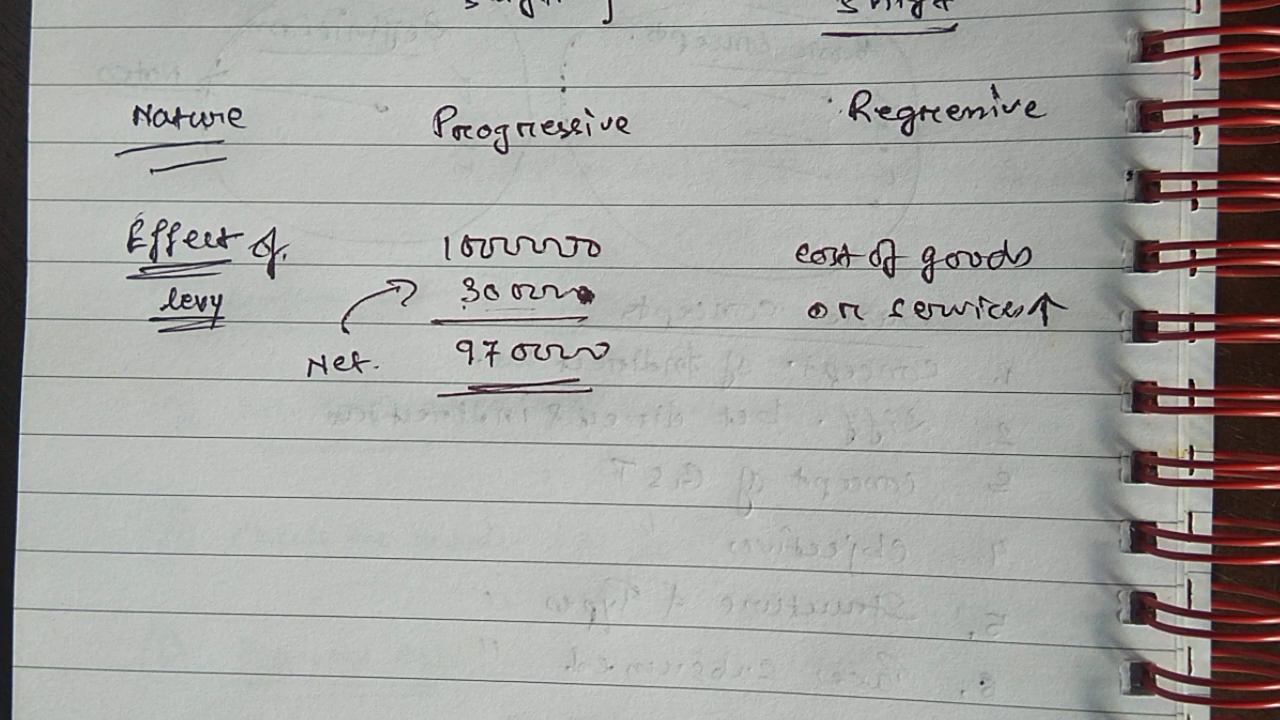 Nature Progressive Regressive
Effect of. 1000000 cost of goods
levy 30000 or services↑
Net. 970000